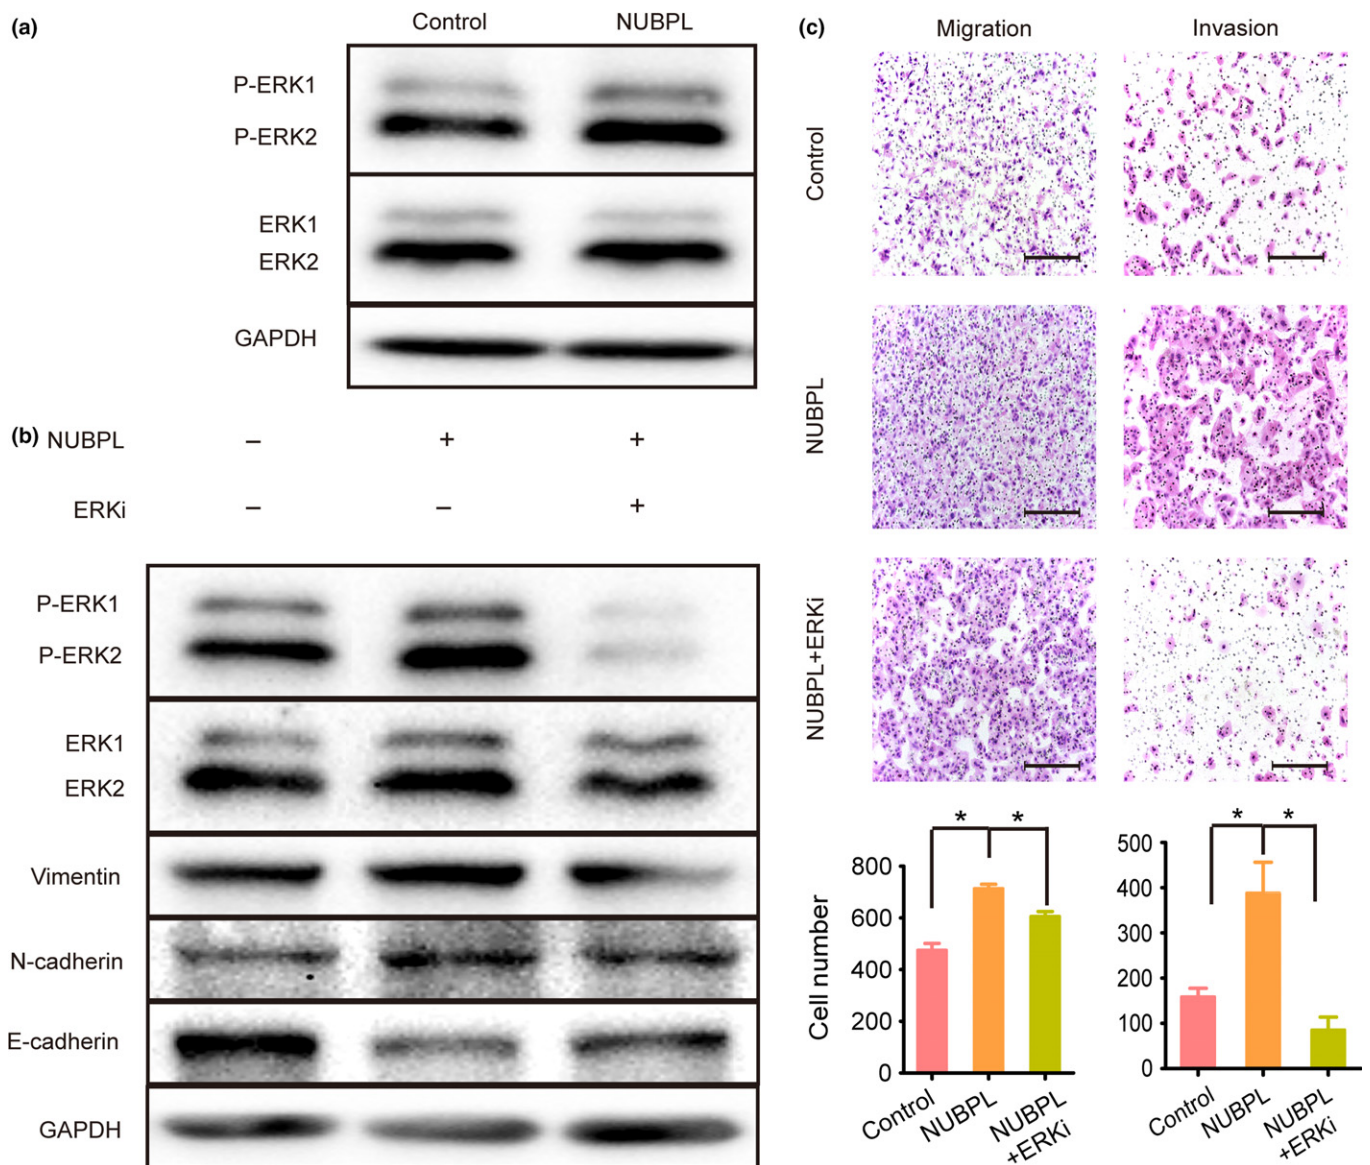 (a)
Control NUBPL
P-ERK1
P-ERK2
ERK1
ERK2
GAPDH
(b) NUBPL – + +
ERKi – – +
P-ERK1
P-ERK2
ERK1
ERK2
Vimentin
N-cadherin
E-cadherin
GAPDH
(c)
Migration Invasion
Control
NUBPL
NUBPL+ERKi
* *
Cell number
800
600
400
200
0
Control
NUBPL
NUBPL
+ERKi
* *
500
400
300
200
100
0
Control
NUBPL
NUBPL
+ERKi